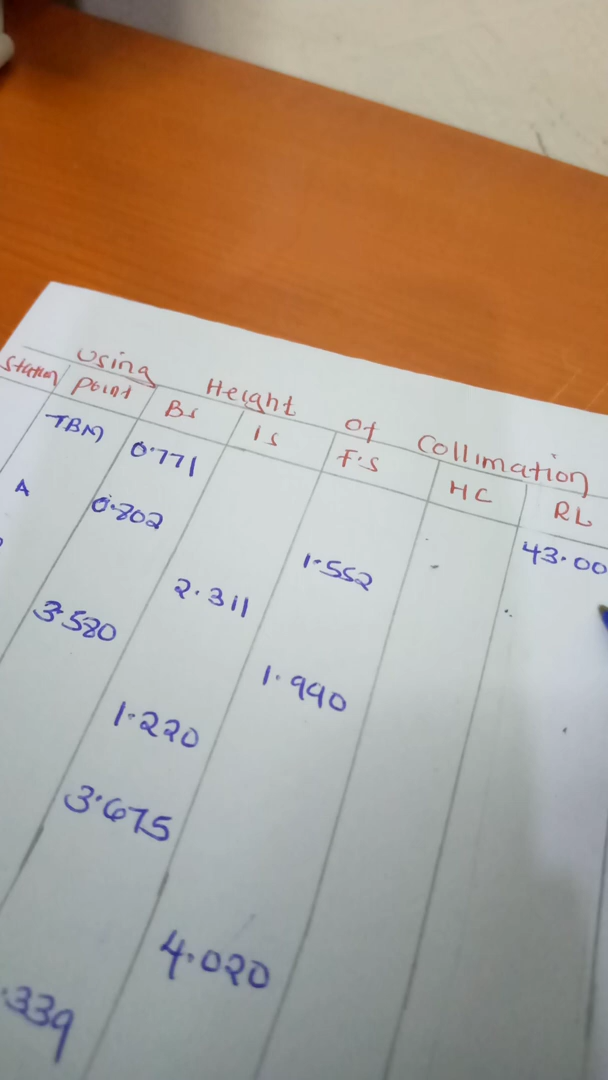 Using Height Of Collimation
Station Point Bs IS F.S HC RL
TBM 0.771 43.00
A 0.802 1.552
2.311
3.580 1.990
1.220
3.675
4.020
.339